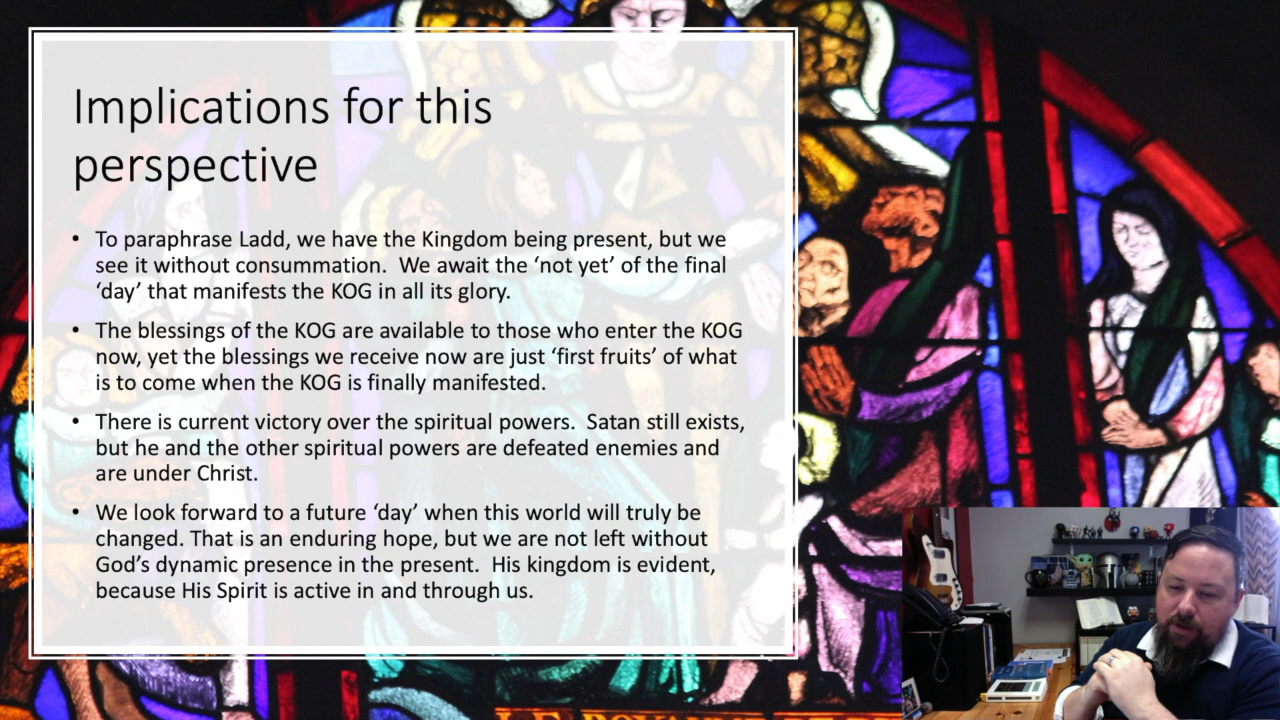 Implications for this
perspective
• To paraphrase Ladd, we have the Kingdom being present, but we
see it without consummation.  We await the ‘not yet’ of the final
‘day’ that manifests the KOG in all its glory.
• The blessings of the KOG are available to those who enter the KOG
now, yet the blessings we receive now are just ‘first fruits’ of what
is to come when the KOG is finally manifested.
• There is current victory over the spiritual powers.  Satan still exists,
but he and the other spiritual powers are defeated enemies and
are under Christ.
• We look forward to a future ‘day’ when this world will truly be
changed. That is an enduring hope, but we are not left without
God’s dynamic presence in the present.  His kingdom is evident,
because His Spirit is active in and through us.